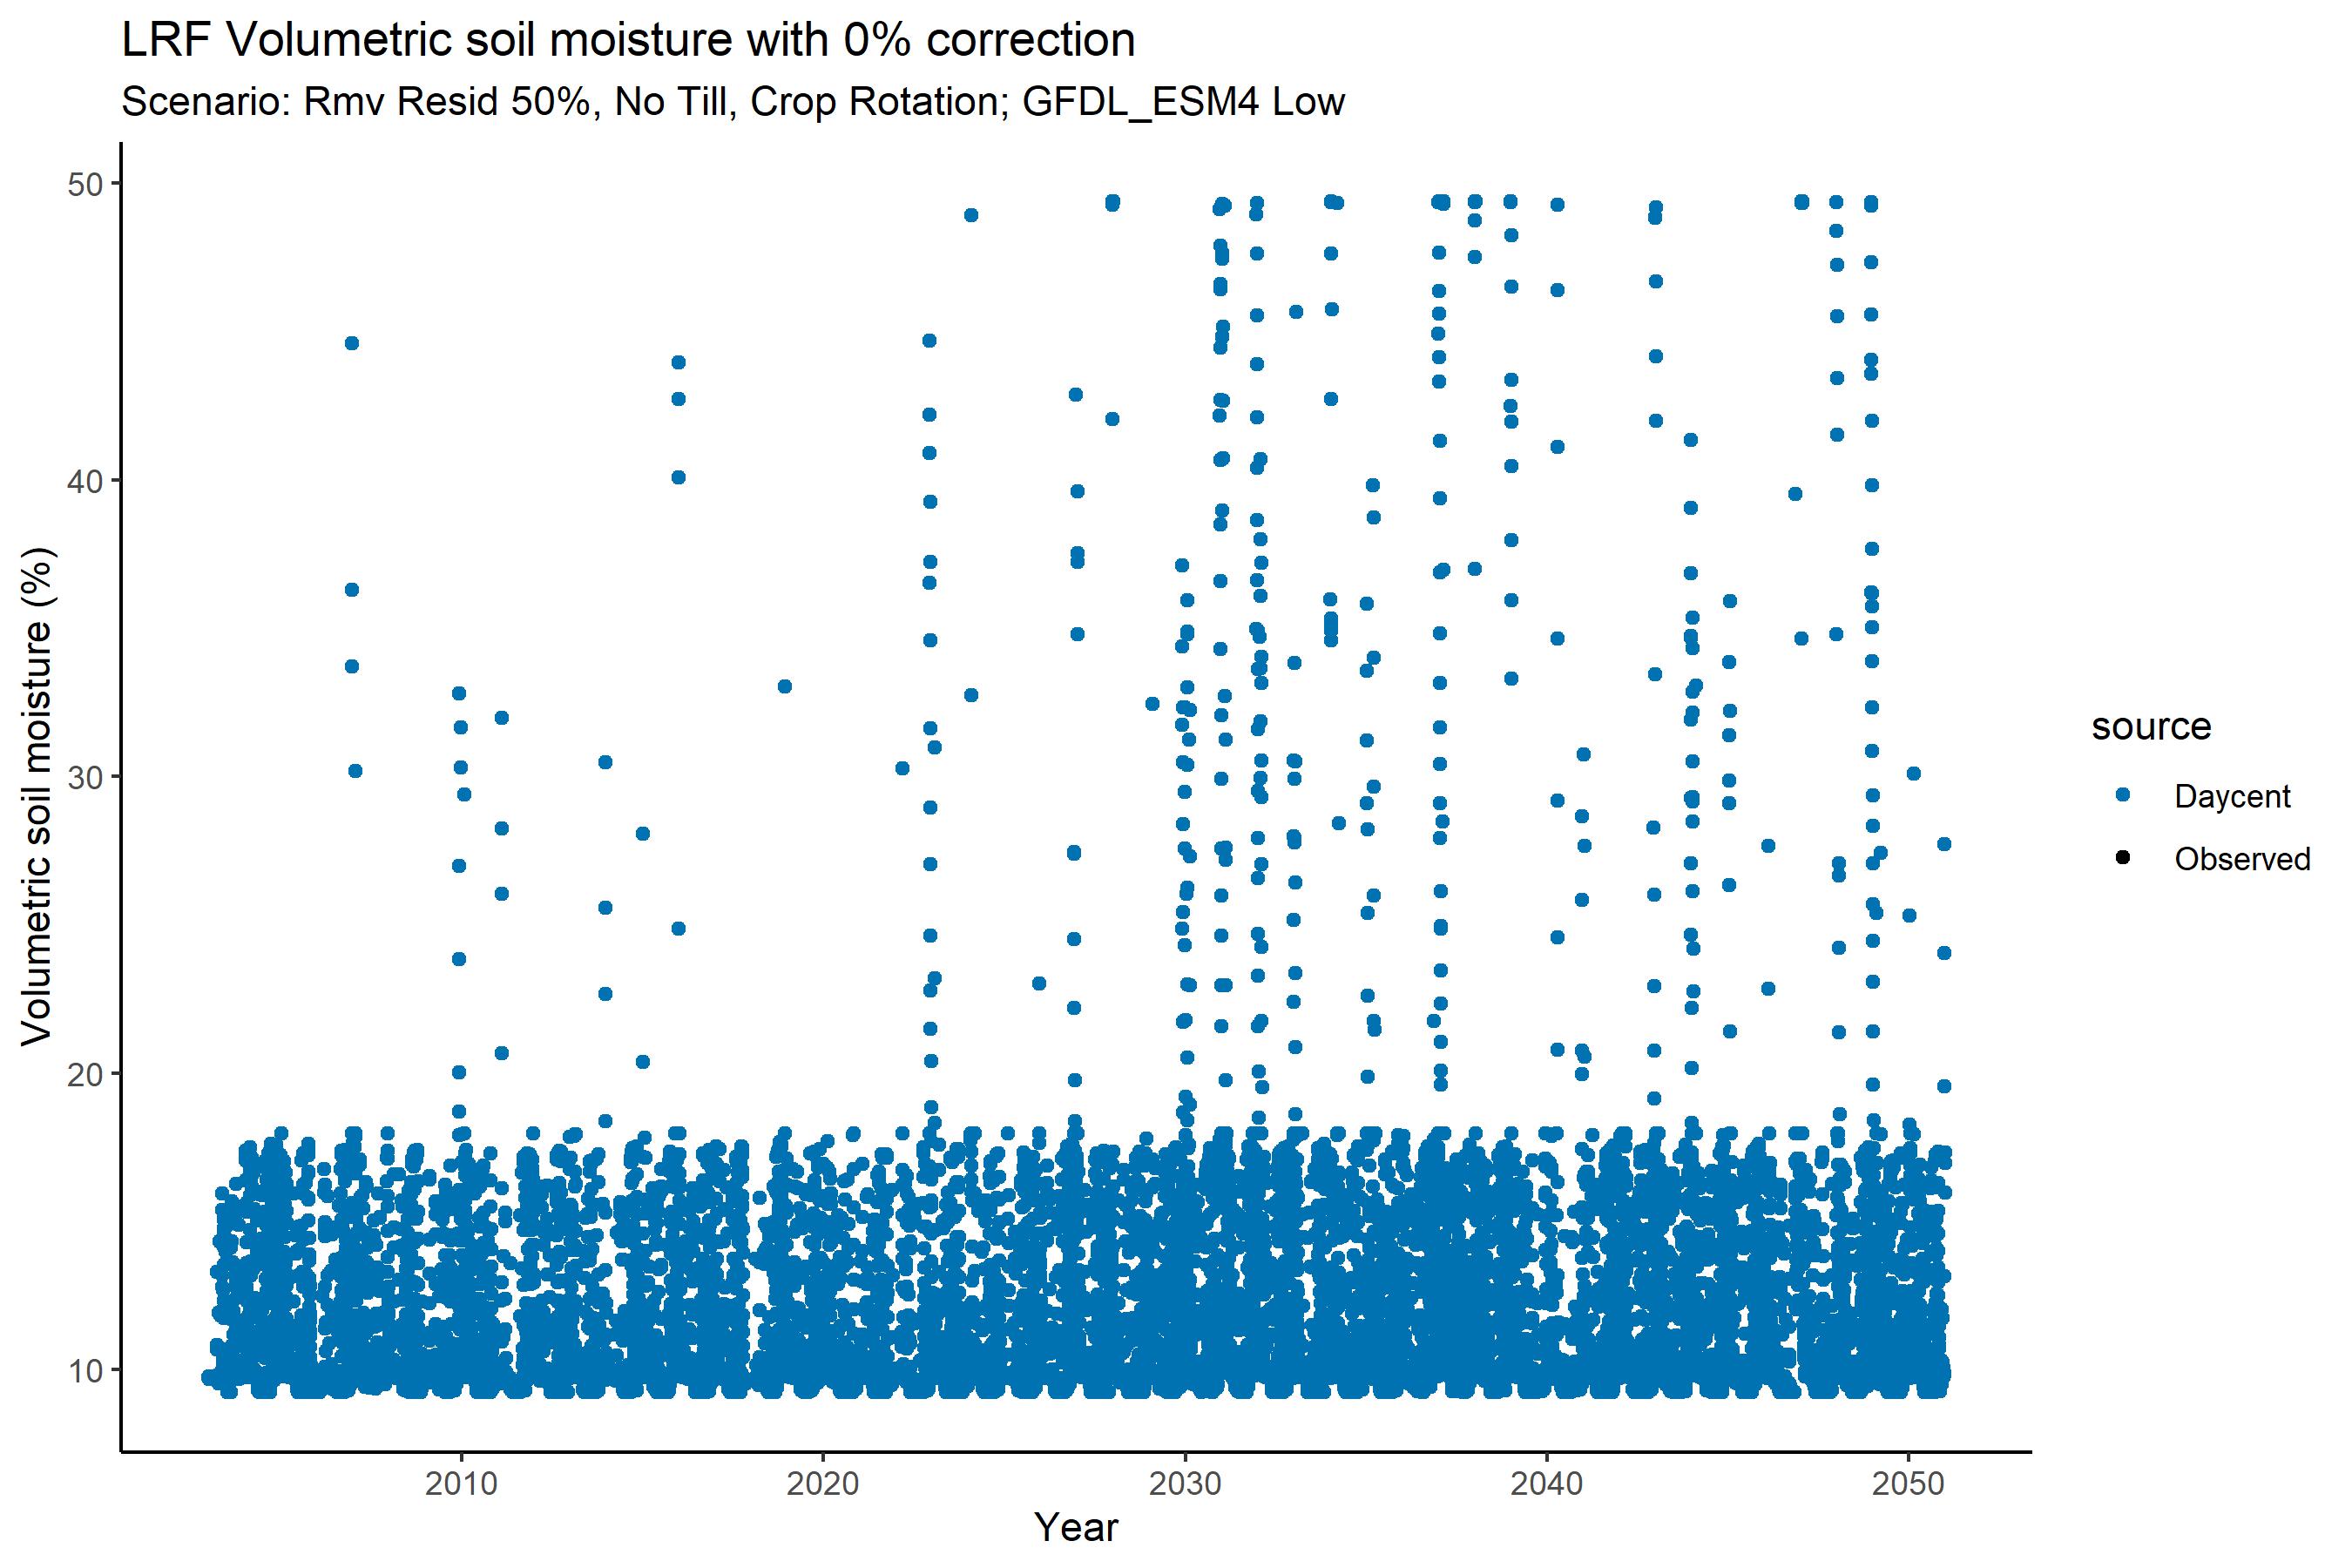 LRF Volumetric soil moisture with 0% correction
Scenario: Rmv Resid 50%, No Till, Crop Rotation; GFDL_ESM4 Low
Volumetric soil moisture (%)
50
40
30
20
10
2010
2020
2030
2040
2050
Year
source
Daycent
Observed